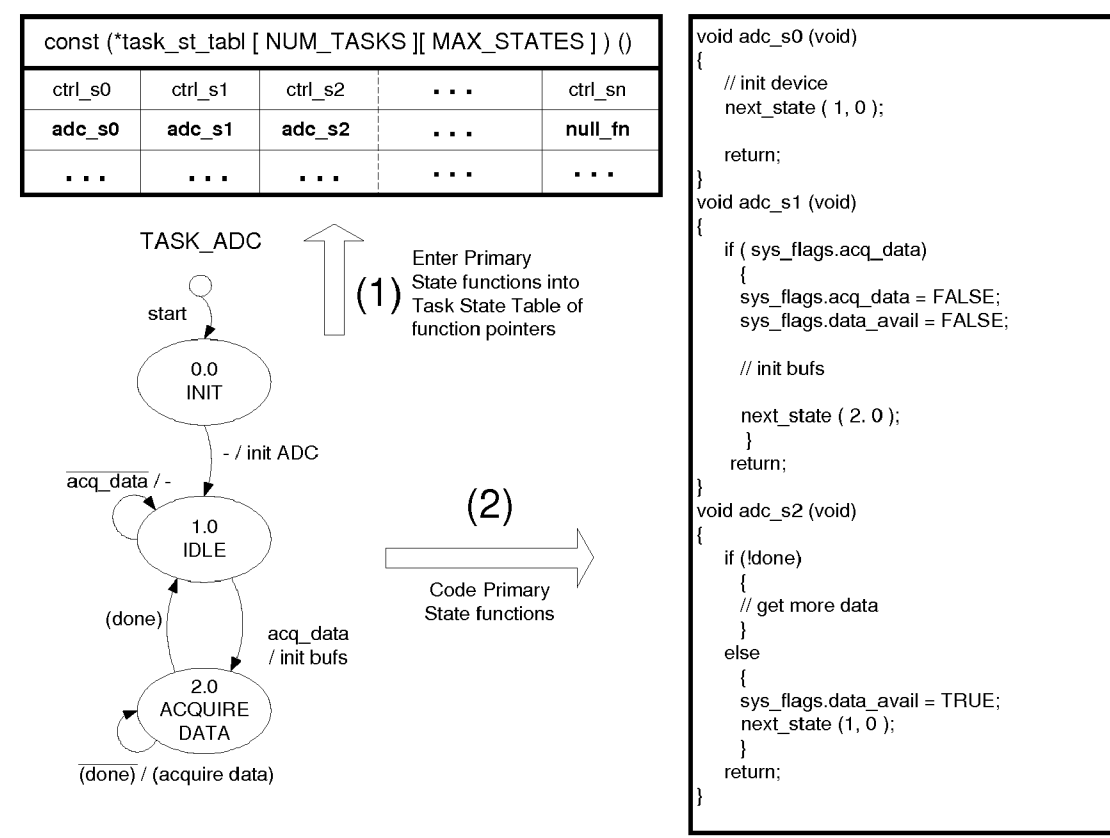 const (*task_st_tabl [ NUM_TASKS ][ MAX_STATES ] ) ()
ctrl_s0 ctrl_s1 ctrl_s2 . . . ctrl_sn
adc_s0 adc_s1 adc_s2 . . . null_fn
. . . . . . . . . . . . . . .
TASK_ADC
start
0.0
INIT
- / init ADC
acq_data / -
1.0
IDLE
(done)
acq_data
/ init bufs
2.0
ACQUIRE
DATA
(done) / (acquire data)
(1)
Enter Primary
State functions into
Task State Table of
function pointers
(2)
Code Primary
State functions
void adc_s0 (void)
{
// init device
next_state ( 1, 0 );
return;
}
void adc_s1 (void)
{
if ( sys_flags.acq_data)
{
sys_flags.acq_data = FALSE;
sys_flags.data_avail = FALSE;
// init bufs
next_state ( 2. 0 );
}
return;
}
void adc_s2 (void)
{
if (!done)
{
// get more data
}
else
{
sys_flags.data_avail = TRUE;
next_state (1, 0 );
}
return;
}